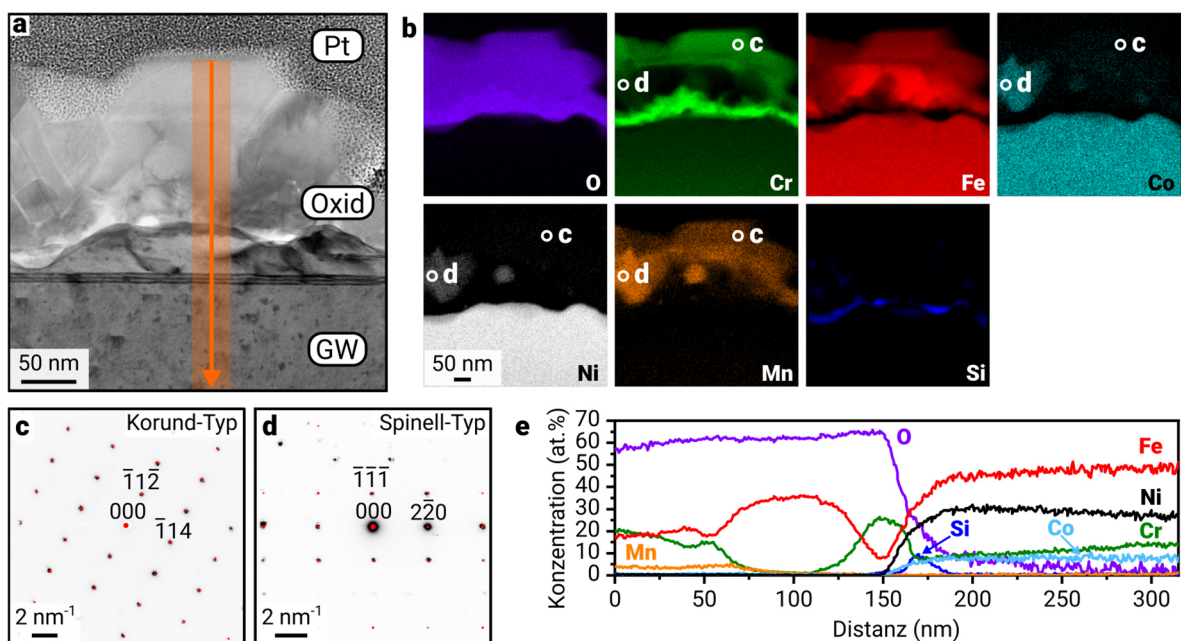 a
Pt
Oxid
GW
50 nm
b
O
c
d
Cr
Fe
c
d
Co
d
c
50 nm
Ni
c
d
Mn
Si
c
Korund-Typ
1̅12̅
000
1̅14
2 nm⁻¹
d
Spinell-Typ
1̅1̅1̅
000
22̅0
2 nm⁻¹
e
Konzentration (at.%)
70
60
50
40
30
20
10
0
O
Fe
Ni
Si
Co
Cr
Mn
0 50 100 150 200 250 300
Distanz (nm)